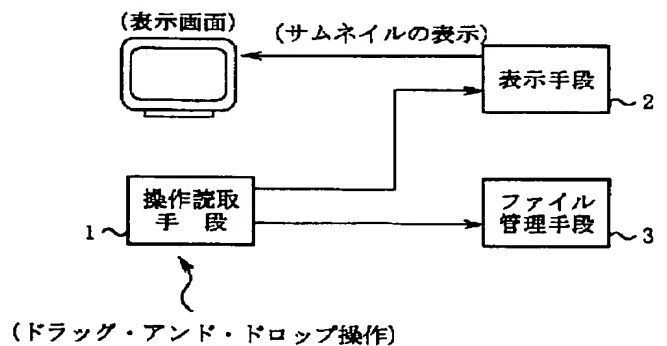 (表示画面)
(サムネイルの表示)
表示手段
2
操作読取
手 段
1
ファイル
管理手段
3
(ドラッグ・アンド・ドロップ操作)